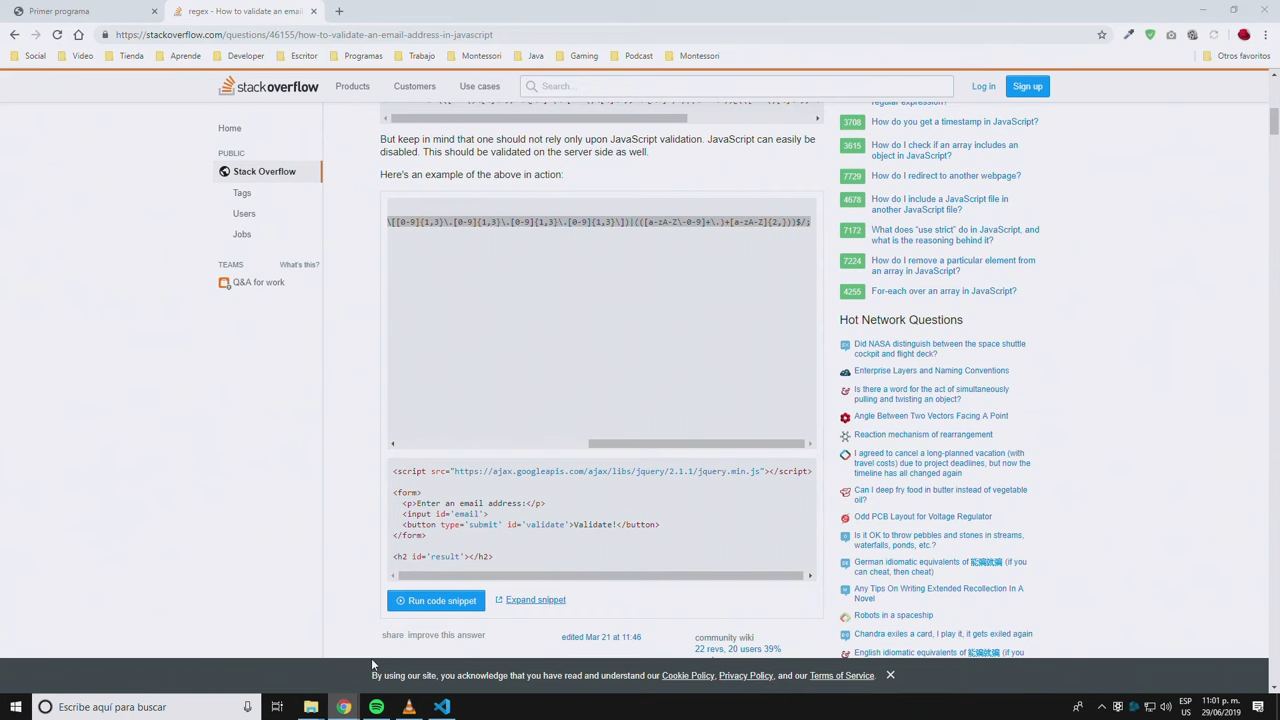 Primer programa
regex - How to validate an email
https://stackoverflow.com/questions/46155/how-to-validate-an-email-address-in-javascript
Social
Video
Tienda
Aprende
Developer
Escritor
Programas
Trabajo
Montessori
Java
Gaming
Podcast
Montessori
Otros favoritos
stackoverflow
Products
Customers
Use cases
Search...
Log in
Sign up
Home
PUBLIC
Stack Overflow
Tags
Users
Jobs
TEAMS
What's this?
Q&A for work
But keep in mind that one should not rely only upon JavaScript validation. JavaScript can easily be
disabled. This should be validated on the server side as well.
Here's an example of the above in action:
\[[0-9]{1,3}\.[0-9]{1,3}\.[0-9]{1,3}\.[0-9]{1,3}\])|(([a-zA-Z\-0-9]+\.)+[a-zA-Z]{2,}))$/;
<script src="https://ajax.googleapis.com/ajax/libs/jquery/2.1.1/jquery.min.js"></script>
<form>
<p>Enter an email address:</p>
<input id='email'>
<button type='submit' id='validate'>Validate!</button>
</form>
<h2 id='result'></h2>
Run code snippet
Expand snippet
share improve this answer
edited Mar 21 at 11:46
community wiki
22 revs, 20 users 39%
regular expression?
3708 How do you get a timestamp in JavaScript?
3615 How do I check if an array includes an
object in JavaScript?
7729 How do I redirect to another webpage?
4678 How do I include a JavaScript file in
another JavaScript file?
7172 What does "use strict" do in JavaScript, and
what is the reasoning behind it?
7224 How do I remove a particular element from
an array in JavaScript?
4255 For-each over an array in JavaScript?
Hot Network Questions
Did NASA distinguish between the space shuttle
cockpit and flight deck?
Enterprise Layers and Naming Conventions
Is there a word for the act of simultaneously
pulling and twisting an object?
Angle Between Two Vectors Facing A Point
Reaction mechanism of rearrangement
I agreed to cancel a long-planned vacation (with
travel costs) due to project deadlines, but now the
timeline has all changed again
Can I deep fry food in butter instead of vegetable
oil?
Odd PCB Layout for Voltage Regulator
Is it OK to throw pebbles and stones in streams,
waterfalls, ponds, etc.?
German idiomatic equivalents of (if you
can cheat, then cheat)
Any Tips On Writing Extended Recollection In A
Novel
Robots in a spaceship
Chandra exiles a card, I play it, it gets exiled again
English idiomatic equivalents of (if you
By using our site, you acknowledge that you have read and understand our Cookie Policy, Privacy Policy, and our Terms of Service.
Escribe aquí para buscar
ESP
US
11:01 p. m.
29/06/2019